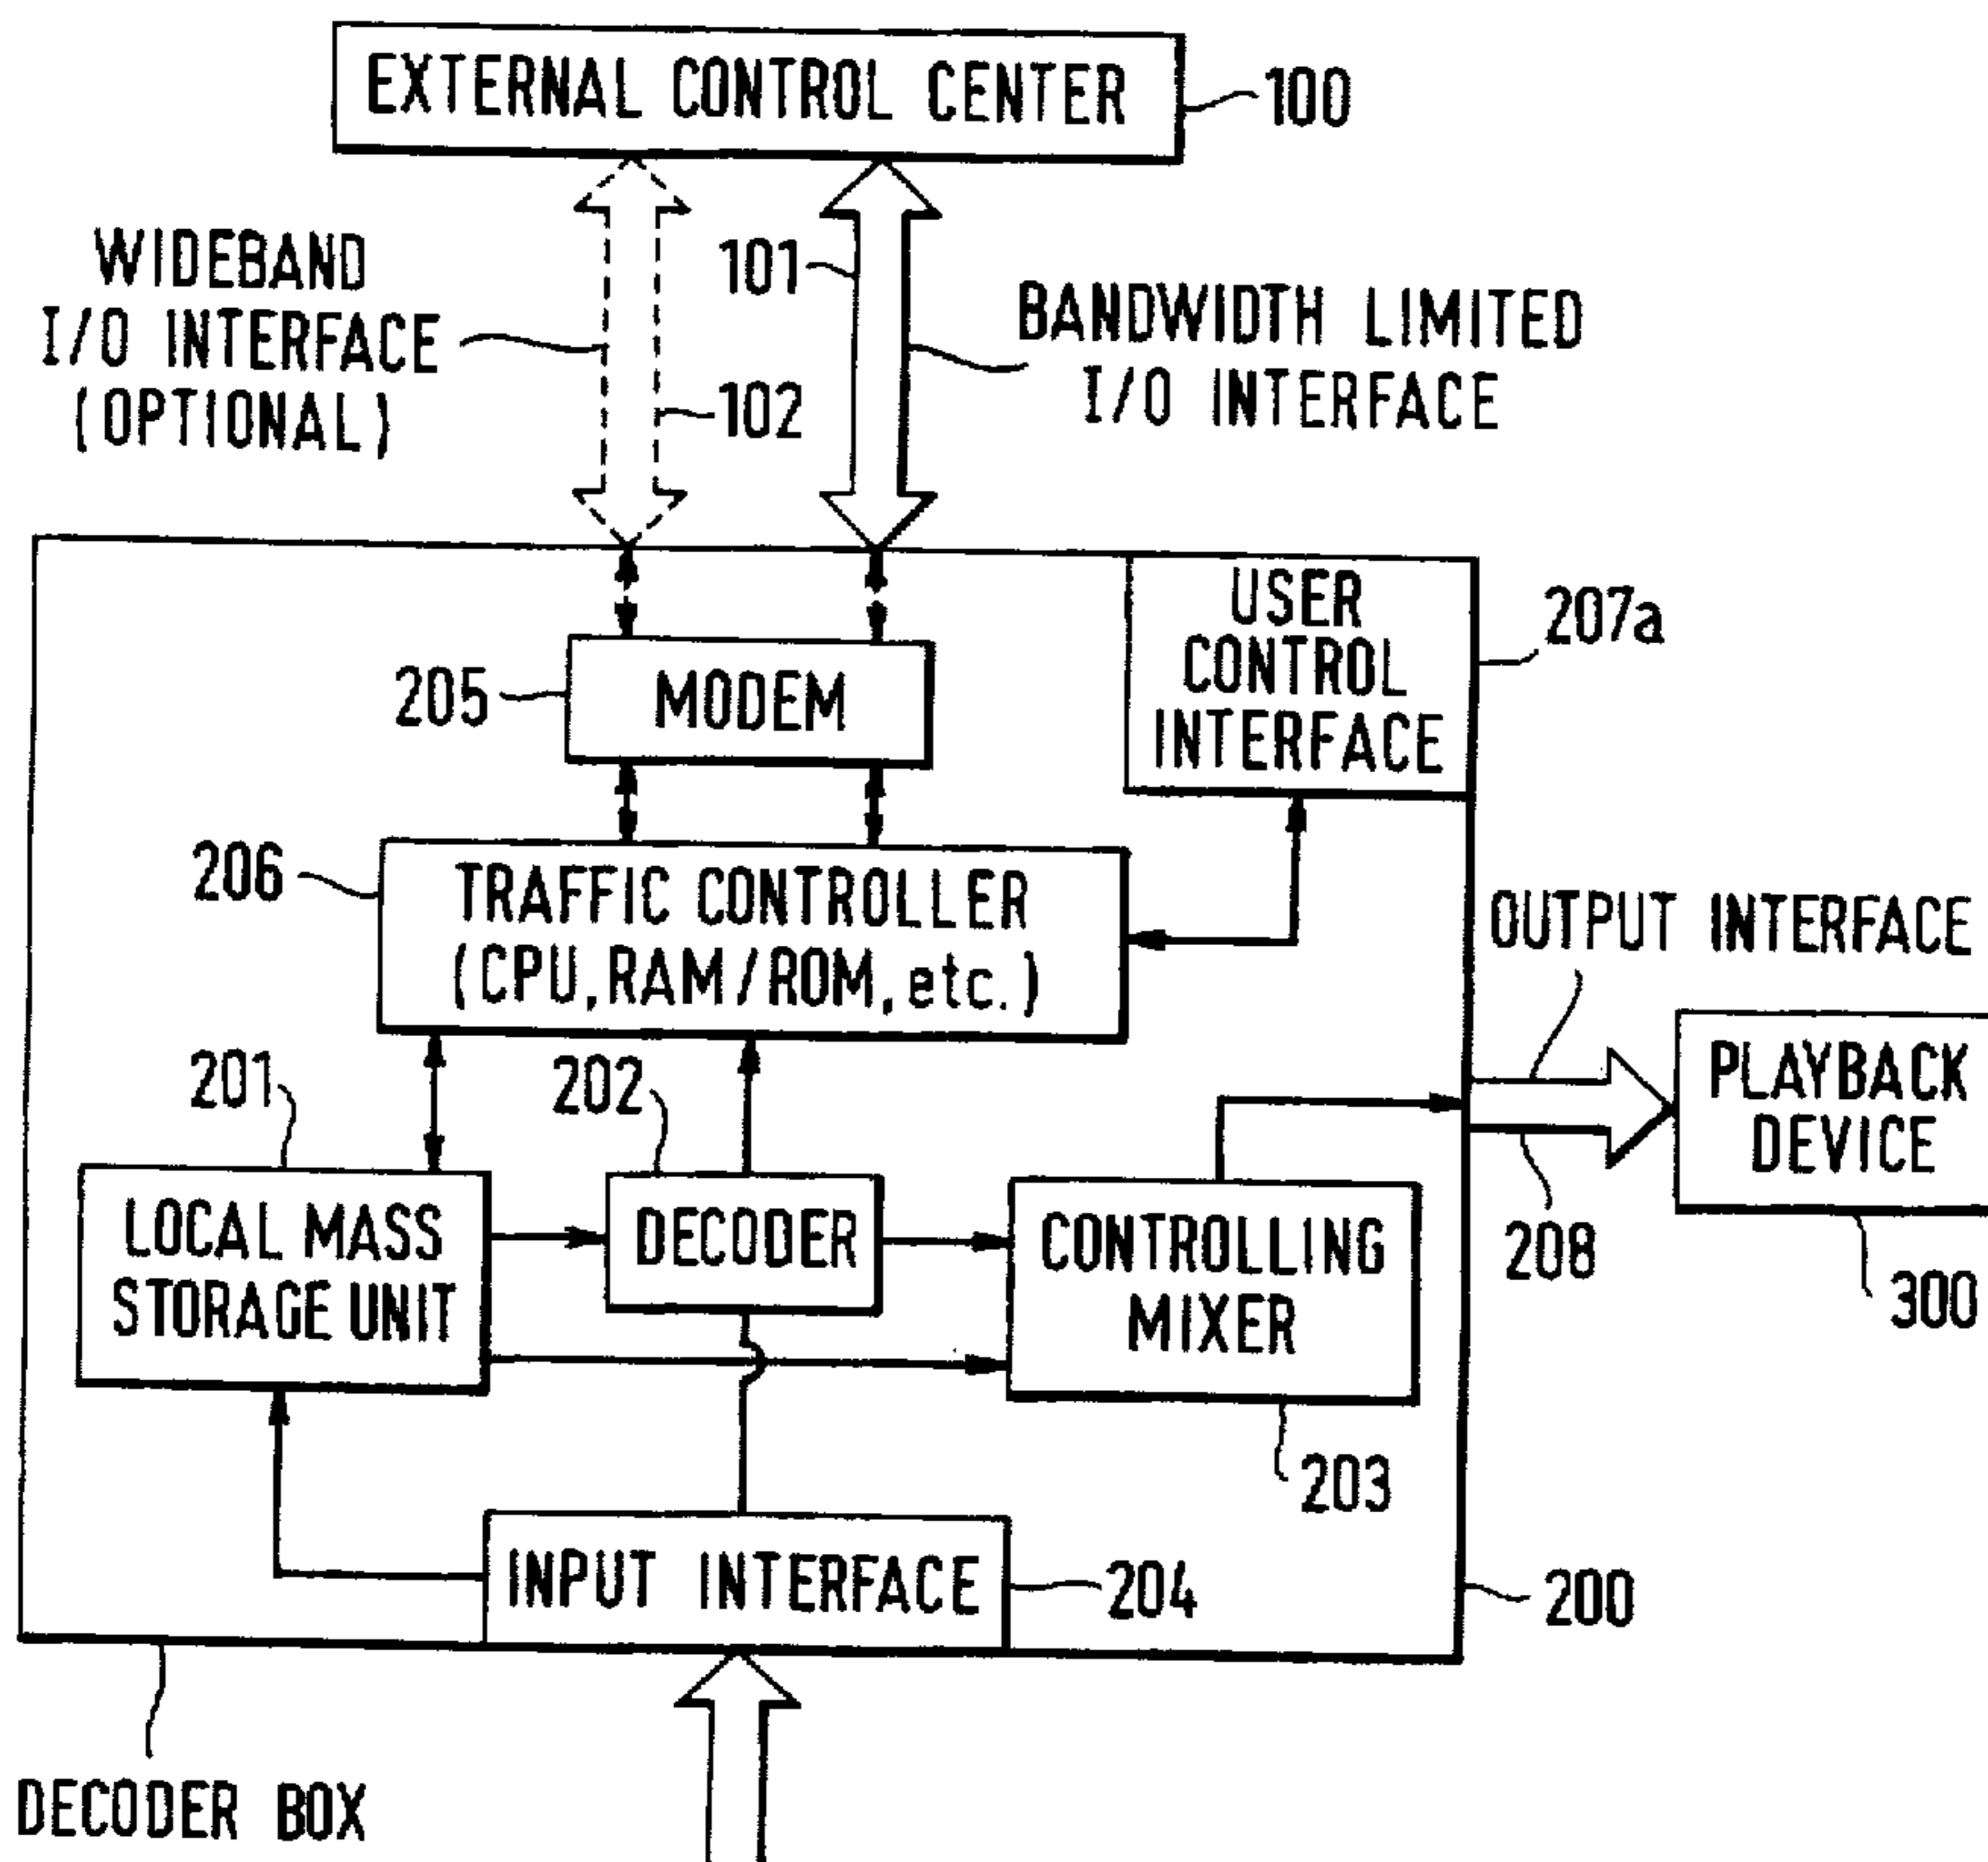 EXTERNAL CONTROL CENTER
100
WIDEBAND
I/O INTERFACE
(OPTIONAL)
101
102
BANDWIDTH LIMITED
I/O INTERFACE
USER
CONTROL
INTERFACE
207a
205
MODEM
206
TRAFFIC CONTROLLER
(CPU, RAM/ROM, etc.)
OUTPUT INTERFACE
PLAYBACK
DEVICE
201
202
LOCAL MASS
STORAGE UNIT
DECODER
CONTROLLING
MIXER
208
300
203
INPUT INTERFACE
204
200
DECODER BOX